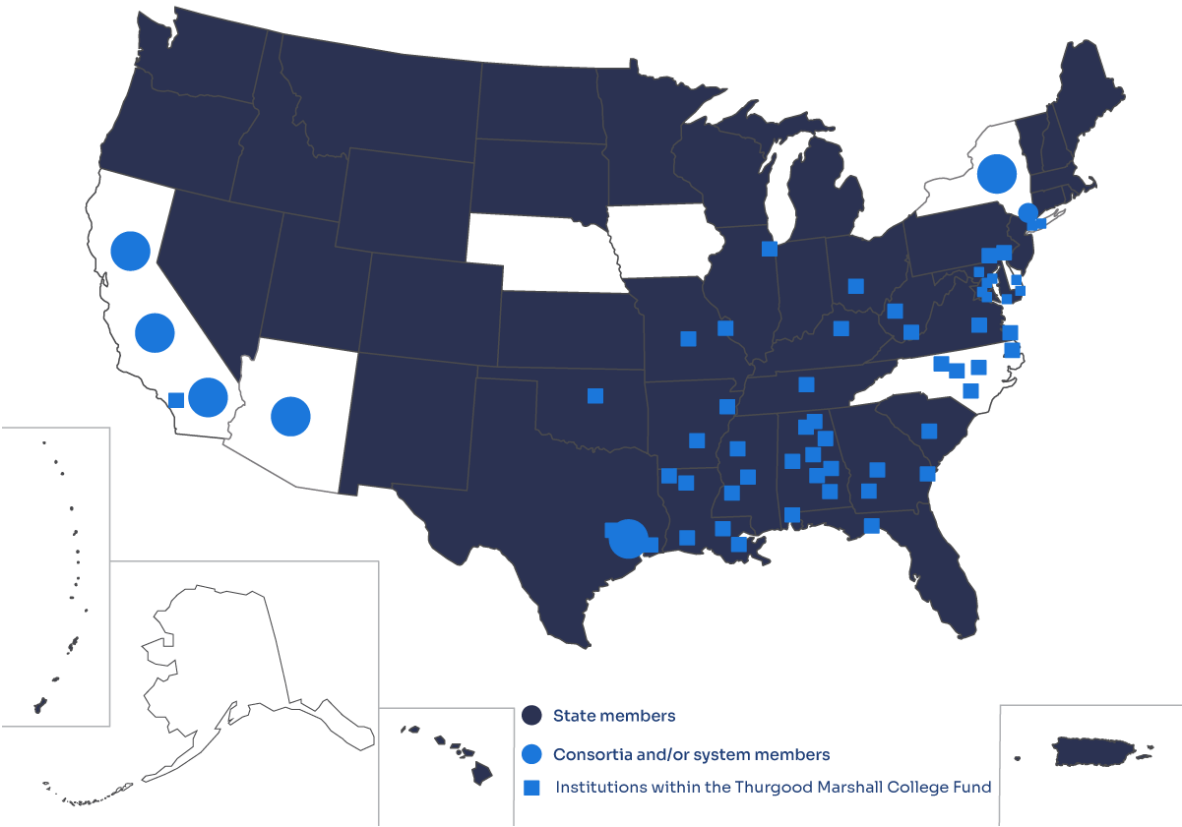 State members
Consortia and/or system members
Institutions within the Thurgood Marshall College Fund